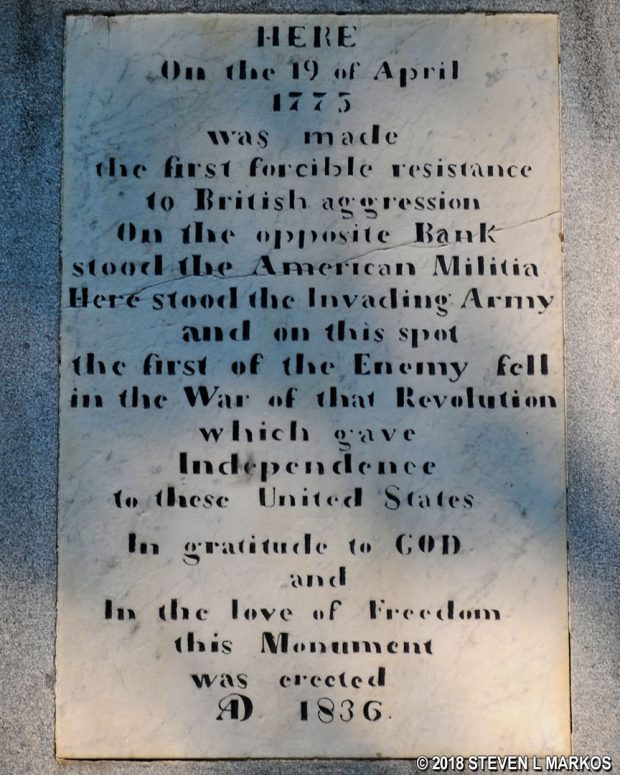 HERE
On the 19 of April
1775
was made
the first forcible resistance
to British aggression
On the opposite Bank
stood the American Militia
Here stood the Invading Army
and on this spot
the first of the Enemy fell
in the War of that Revolution
which gave
Independence
to these United States
In gratitude to GOD
and
In the love of Freedom
this Monument
was erected
AD 1836.
© 2018 STEVEN L MARKOS